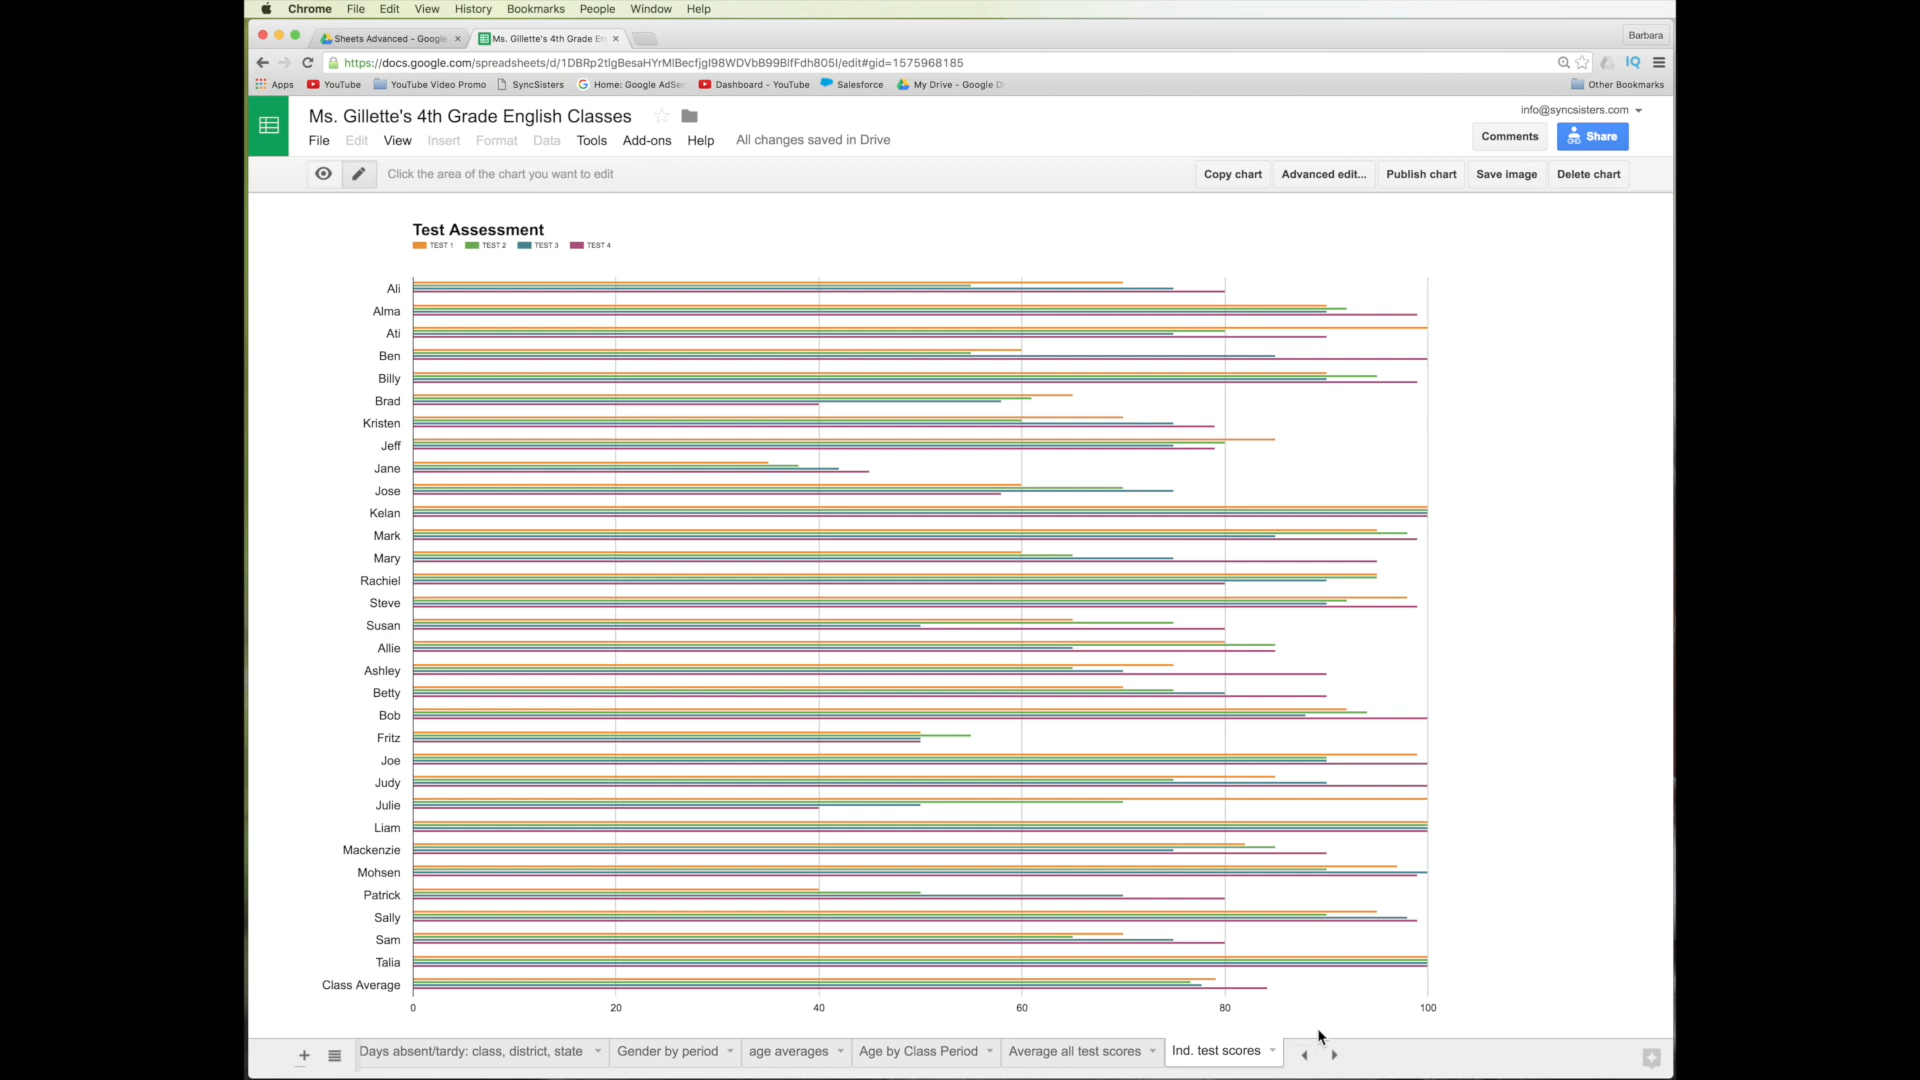 Chrome File Edit View History Bookmarks People Window Help
Sheets Advanced - Google
Ms. Gillette's 4th Grade En
Barbara
https://docs.google.com/spreadsheets/d/1DBRp2tIgBesaHYrMlBecfjgI98WDVbB99BlfFdh805I/edit#gid=1575968185
IQ
Apps YouTube YouTube Video Promo SyncSisters Home: Google AdSe Dashboard - YouTube Salesforce My Drive - Google Dr Other Bookmarks
Ms. Gillette's 4th Grade English Classes
info@syncsisters.com
File Edit View Insert Format Data Tools Add-ons Help All changes saved in Drive
Comments Share
Click the area of the chart you want to edit
Copy chart Advanced edit... Publish chart Save image Delete chart
Test Assessment
TEST 1 TEST 2 TEST 3 TEST 4
Ali
Alma
Ati
Ben
Billy
Brad
Kristen
Jeff
Jane
Jose
Kelan
Mark
Mary
Rachiel
Steve
Susan
Allie
Ashley
Betty
Bob
Fritz
Joe
Judy
Julie
Liam
Mackenzie
Mohsen
Patrick
Sally
Sam
Talia
Class Average
0 20 40 60 80 100
Days absent/tardy: class, district, state Gender by period age averages Age by Class Period Average all test scores Ind. test scores